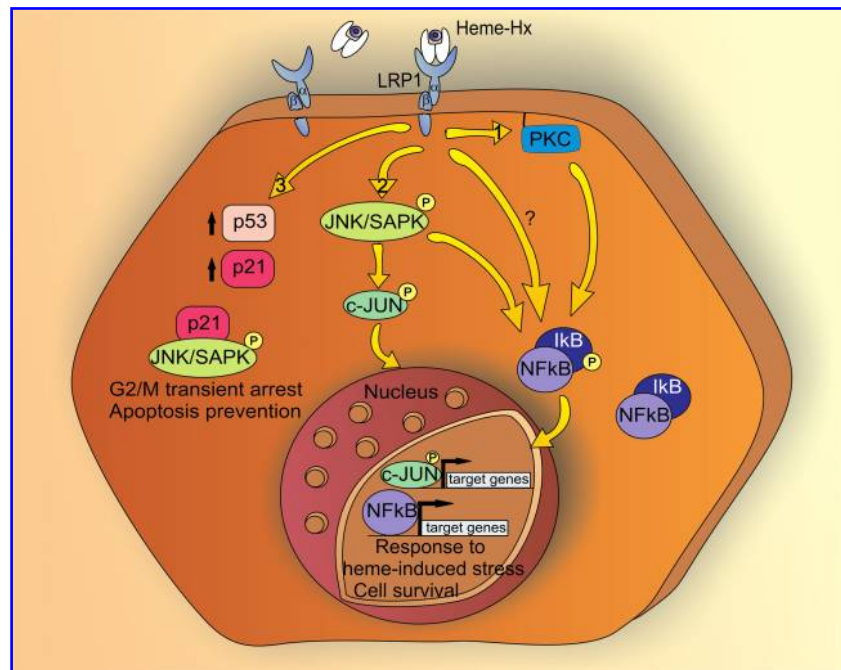 Heme-Hx
LRP1
α
β
α
β
1
PKC
3
2
?
p53
JNK/SAPK
P
p21
c-JUN
P
p21
JNK/SAPK
P
G2/M transient arrest
Apoptosis prevention
IkB
NFkB
P
IkB
NFkB
Nucleus
c-JUN
P
target genes
NFkB
target genes
Response to
heme-induced stress
Cell survival